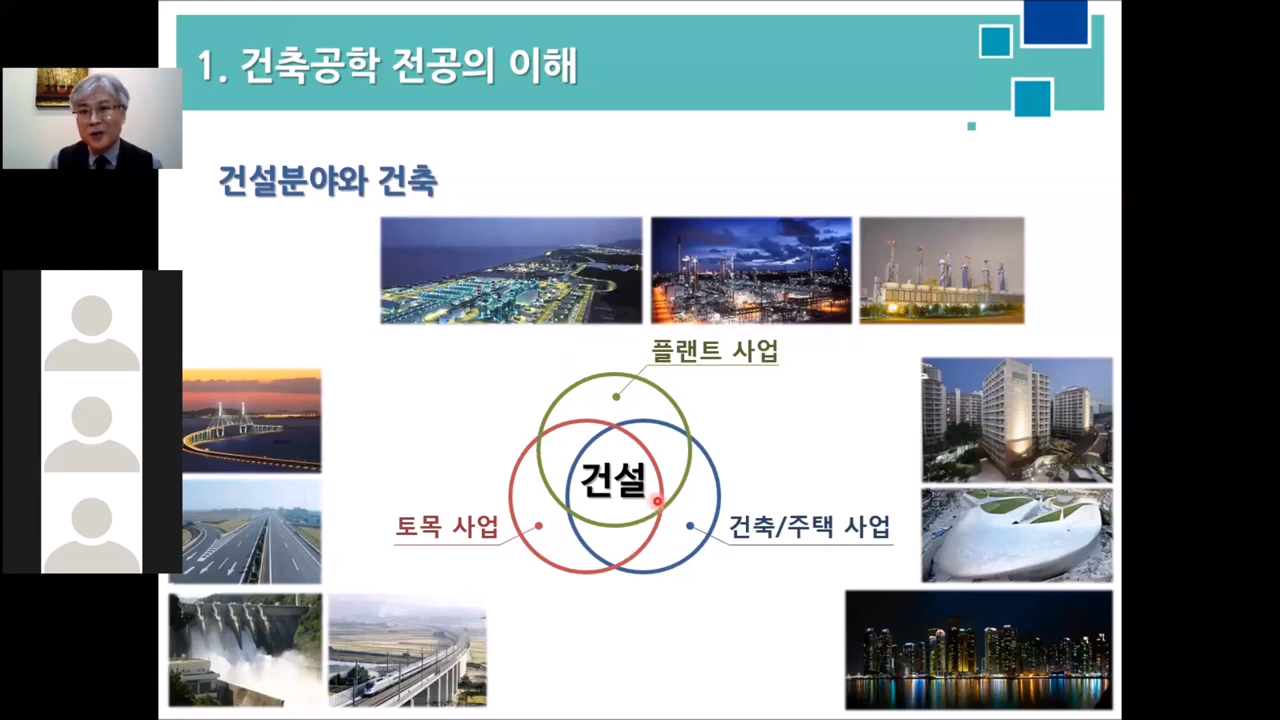 1. 건축공학 전공의 이해
건설분야와 건축
플랜트 사업
건설
토목 사업
건축/주택 사업